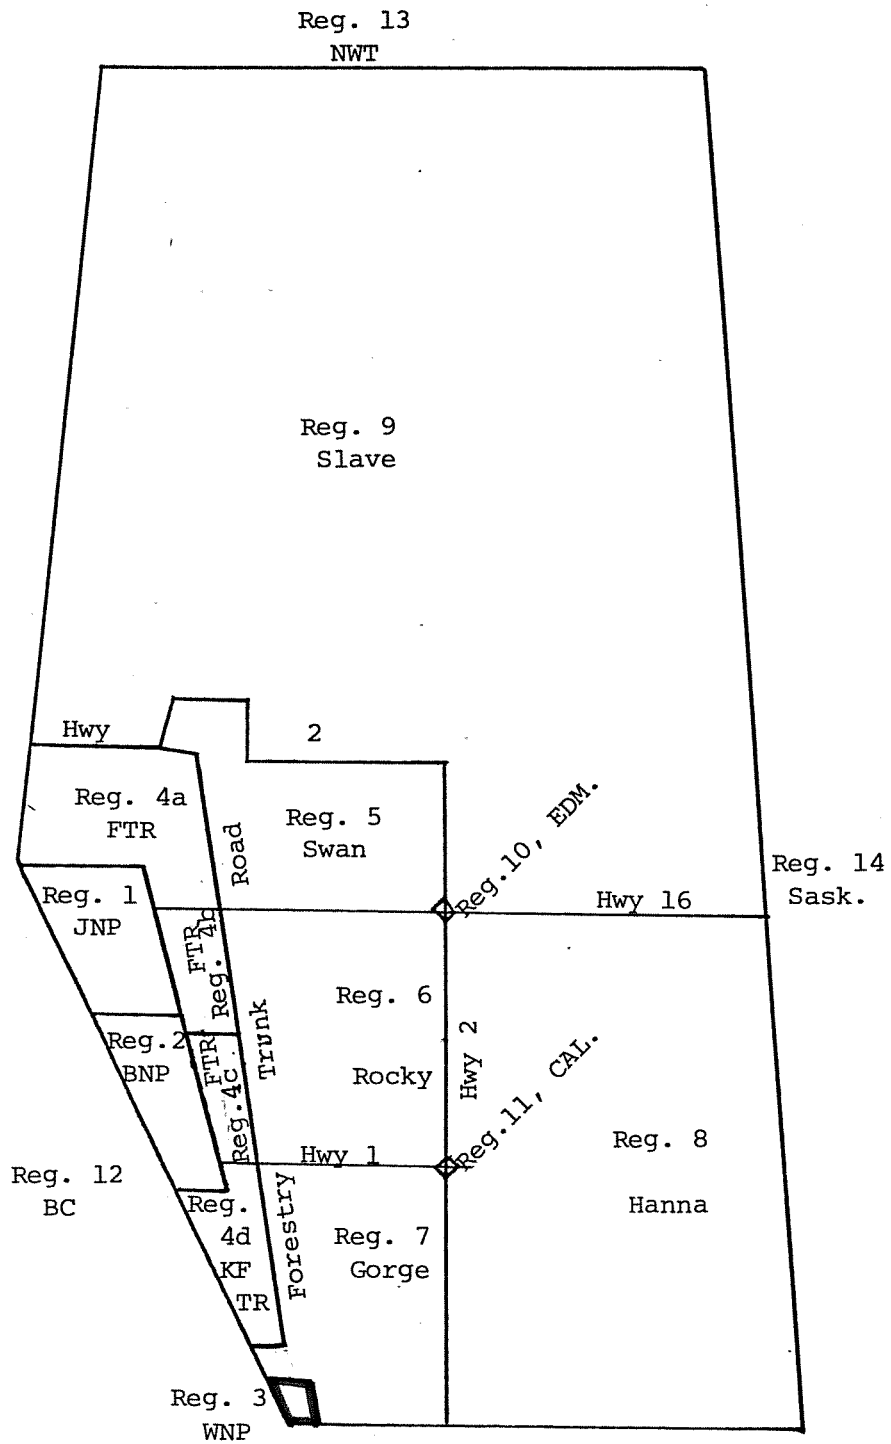 Reg. 13
NWT
Reg. 9
Slave
Hwy 2
Reg. 4a
FTR
Reg. 5
Swan
Road
Reg.10, EDM.
Reg. 14
Sask.
Hwy 16
Reg. 1
JNP
FTR
Reg. 4b
Reg. 6
Rocky
Trunk
Hwy 2
Reg.2
BNP
FTR
Reg.4c
Reg.11, CAL.
Hwy 1
Reg. 8
Hanna
Reg. 12
BC
Reg.
4d
KF
TR
Forestry
Reg. 7
Gorge
Reg. 3
WNP